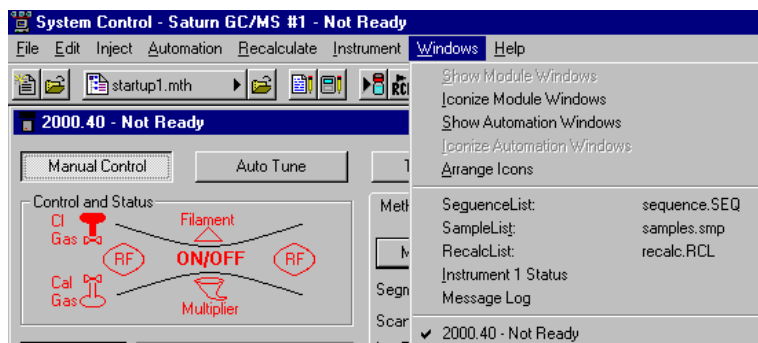 System Control - Saturn GC/MS #1 - Not Ready
File Edit Inject Automation Recalculate Instrument Windows Help
startup1.mth
2000.40 - Not Ready
Manual Control Auto Tune
Control and Status
CI Gas
Filament
RF ON/OFF RF
Cal Gas
Multiplier
Show Module Windows
Iconize Module Windows
Show Automation Windows
Iconize Automation Windows
Arrange Icons
SequenceList: sequence.SEQ
SampleList: samples.smp
RecalcList: recalc.RCL
Instrument 1 Status
Message Log
✓ 2000.40 - Not Ready